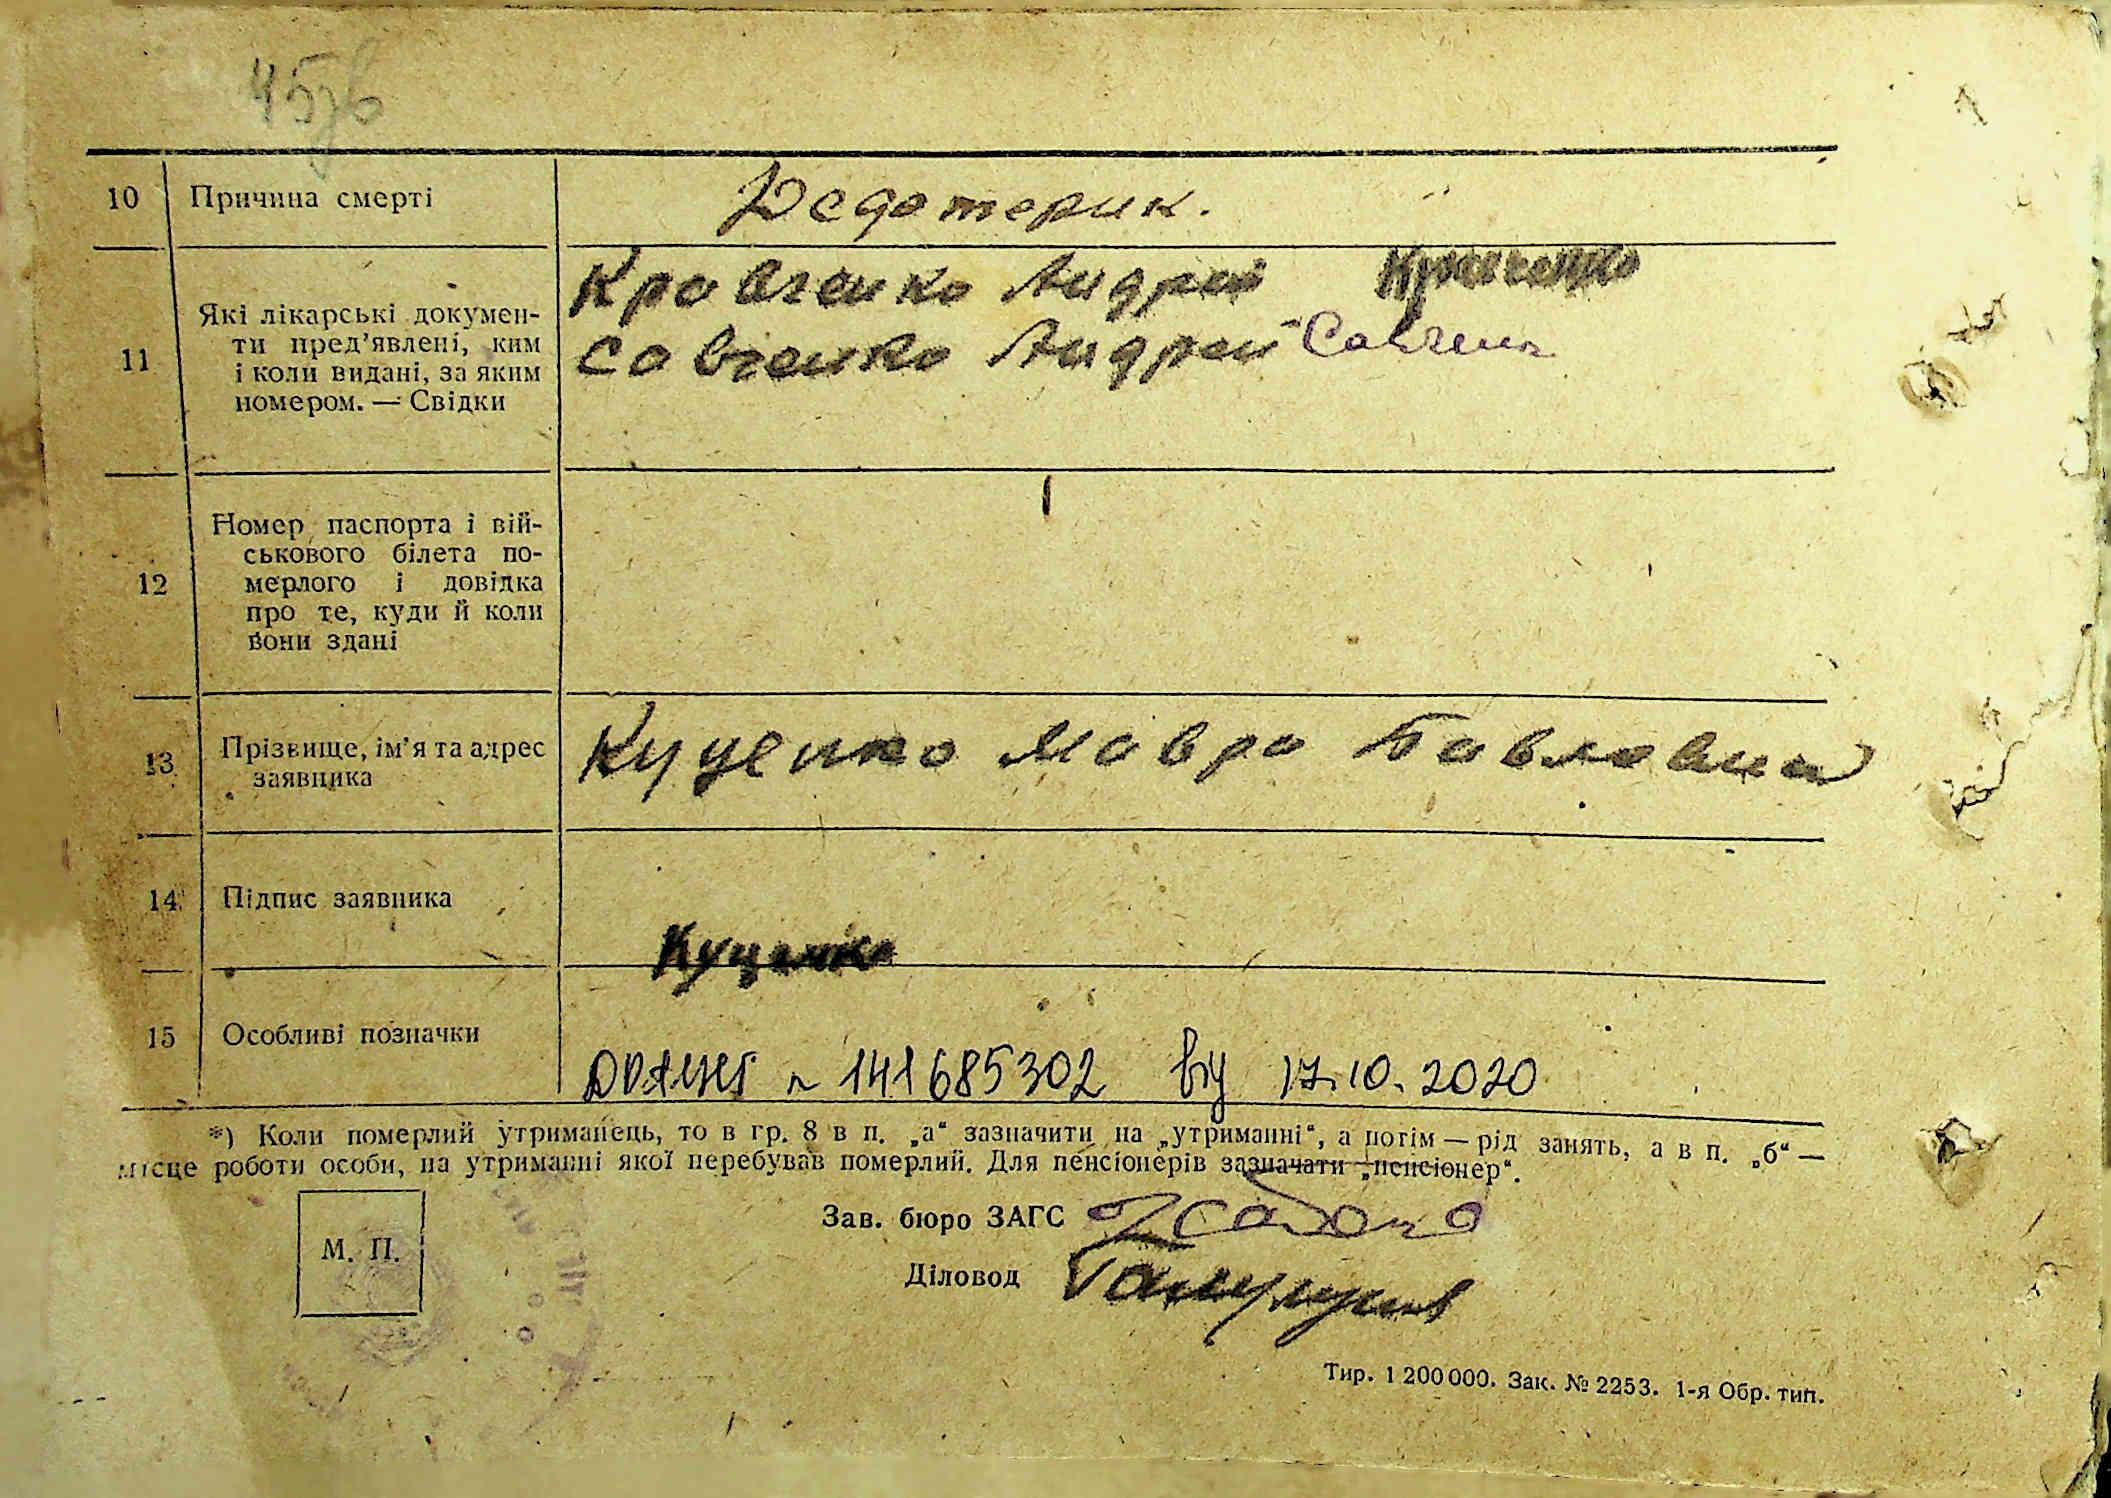 10 Причина смерті
Кравченко Андрей Кравченко
11 Які лікарські докумен-
ти пред’явлені, ким
і коли видані, за яким
номером. — Свідки
Савченко Андрей
12 Номер паспорта і вій-
ськового білета по-
мерлого і довідка
про те, куди й коли
вони здані
13 Прізвище, ім’я та адрес
заявника
Куценко Мавра Павловна
14 Підпис заявника
Куценко
15 Особливі позначки
141685302 від 17.10.2020
*) Коли померлий утриманець, то в гр. 8 в п. „а“ зазначити на „утриманні“, а потім — рід занять, а в п. „б“ —
місце роботи особи, на утриманні якої перебував померлий. Для пенсіонерів зазначати „пенсіонер“.
М. П.
Зав. бюро ЗАГС
Діловод
Тир. 1 200 000. Зак. № 2253. 1-я Обр. тип.